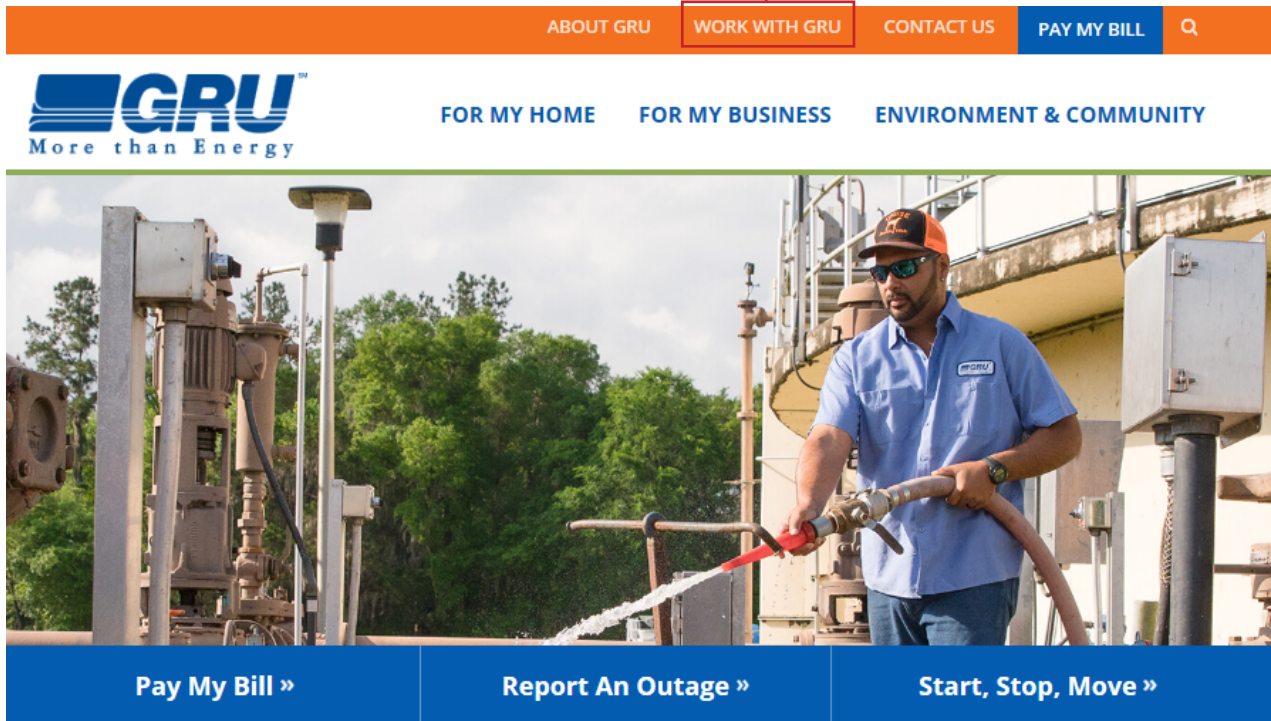 ABOUT GRU WORK WITH GRU CONTACT US PAY MY BILL
GRU SM
More than Energy
FOR MY HOME FOR MY BUSINESS ENVIRONMENT & COMMUNITY
GRU
Pay My Bill » Report An Outage » Start, Stop, Move »